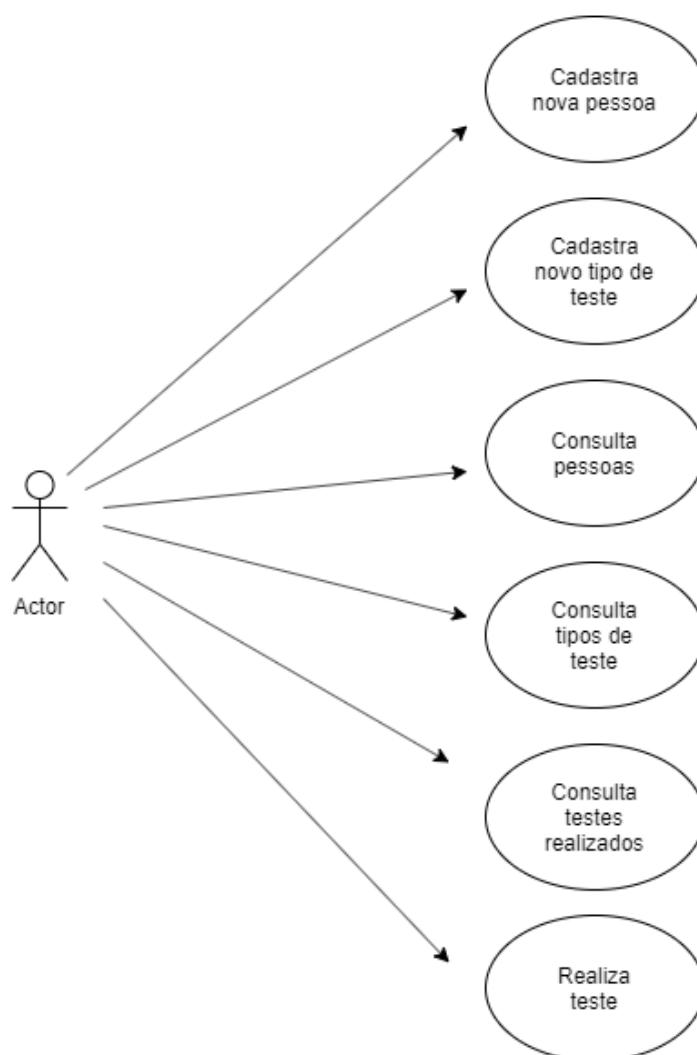 Cadastra
nova pessoa
Cadastra
novo tipo de
teste
Consulta
pessoas
Actor
Consulta
tipos de
teste
Consulta
testes
realizados
Realiza
teste